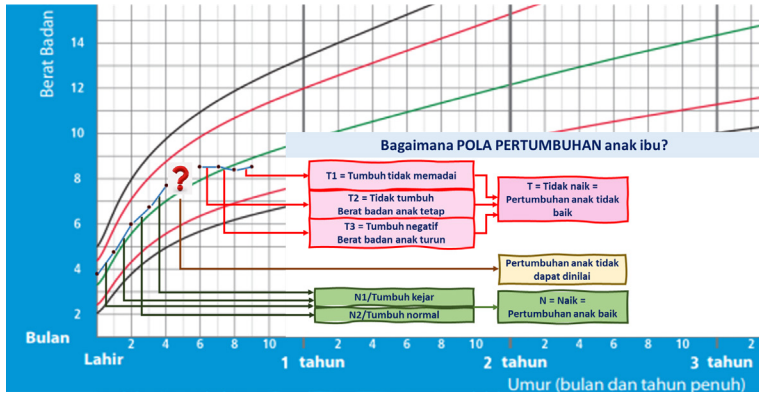 Berat Badan
14
12
10
8
6
4
2
Bagaimana POLA PERTUMBUHAN anak ibu?
?
T1 = Tumbuh tidak memadai
T2 = Tidak tumbuh
Berat badan anak tetap
T3 = Tumbuh negatif
Berat badan anak turun
T = Tidak naik =
Pertumbuhan anak tidak
baik
Pertumbuhan anak tidak
dapat dinilai
N1/Tumbuh kejar
N2/Tumbuh normal
N = Naik =
Pertumbuhan anak baik
Bulan
2 4 6 8 10 2 4 6 8 10 2 4 6 8 10 2
Lahir 1 tahun 2 tahun 3 tahun
Umur (bulan dan tahun penuh)